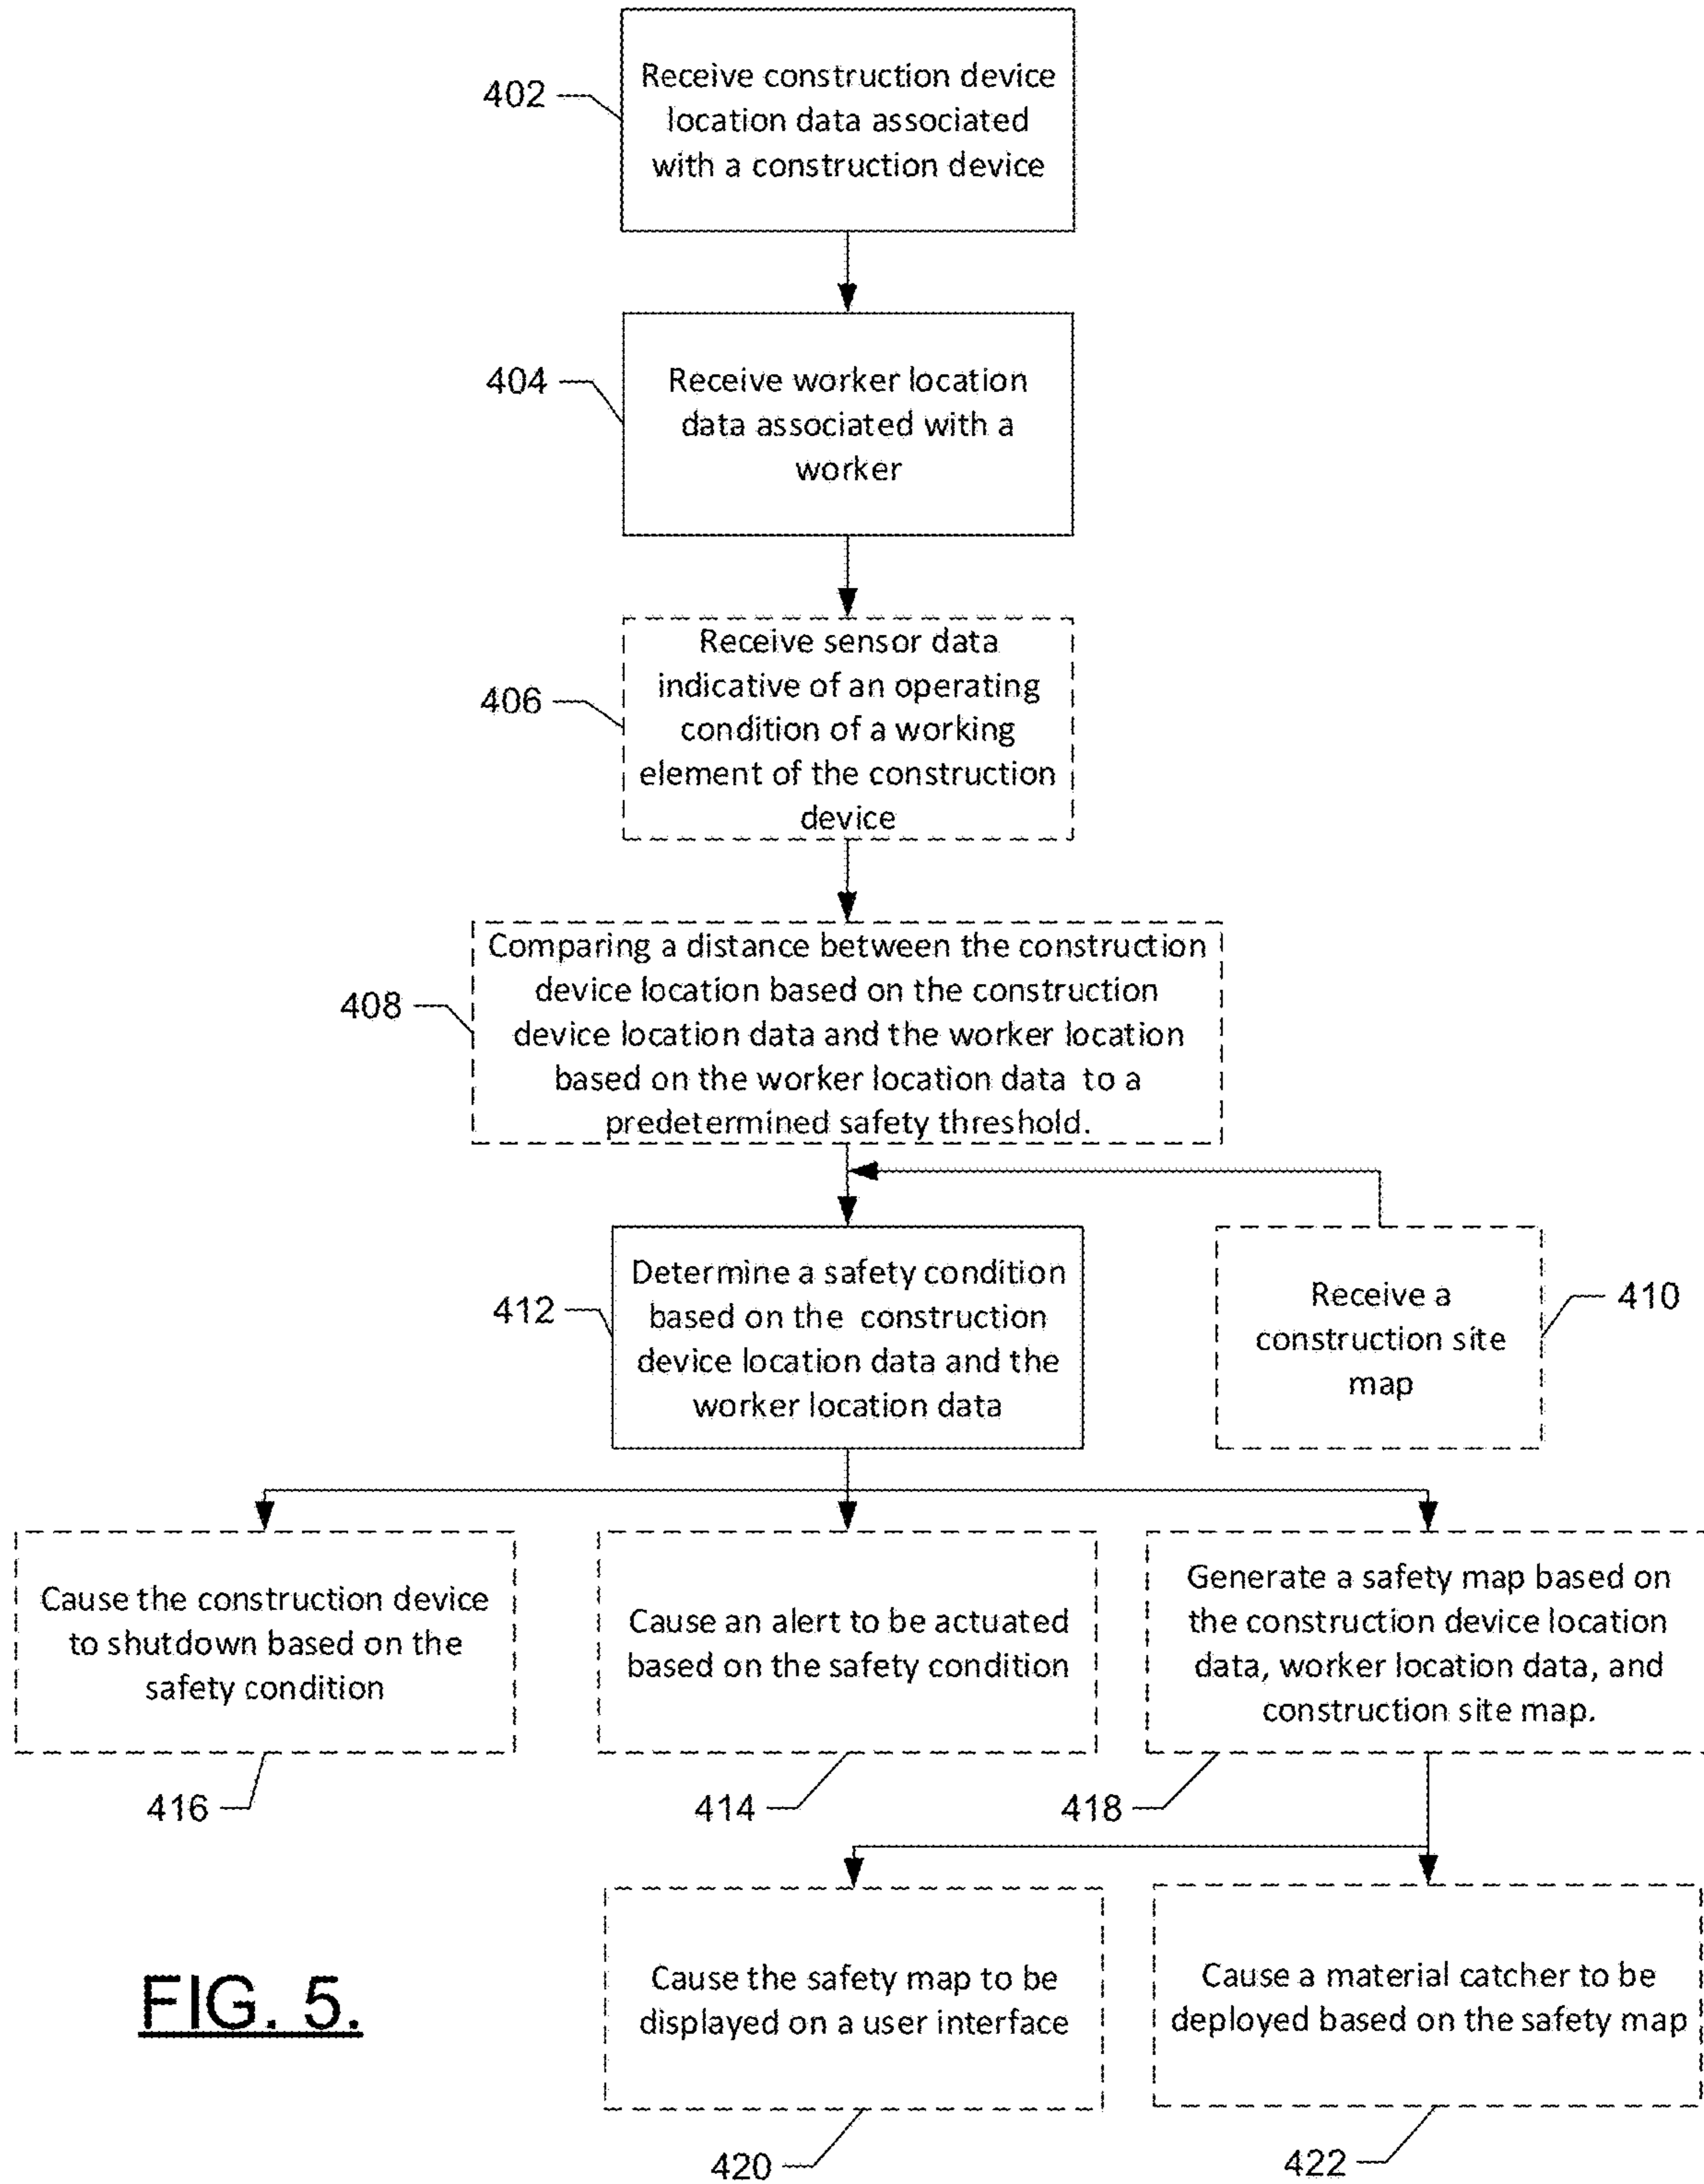 402
Receive construction device
location data associated
with a construction device
404
Receive worker location
data associated with a
worker
406
Receive sensor data
indicative of an operating
condition of a working
element of the construction
device
408
Comparing a distance between the construction
device location based on the construction
device location data and the worker location
based on the worker location data to a
predetermined safety threshold.
412
Determine a safety condition
based on the construction
device location data and the
worker location data
Receive a
construction site
map
410
Cause the construction device
to shutdown based on the
safety condition
416
Cause an alert to be actuated
based on the safety condition
414
Generate a safety map based on
the construction device location
data, worker location data, and
construction site map.
418
Cause the safety map to be
displayed on a user interface
420
Cause a material catcher to be
deployed based on the safety map
422
FIG. 5.